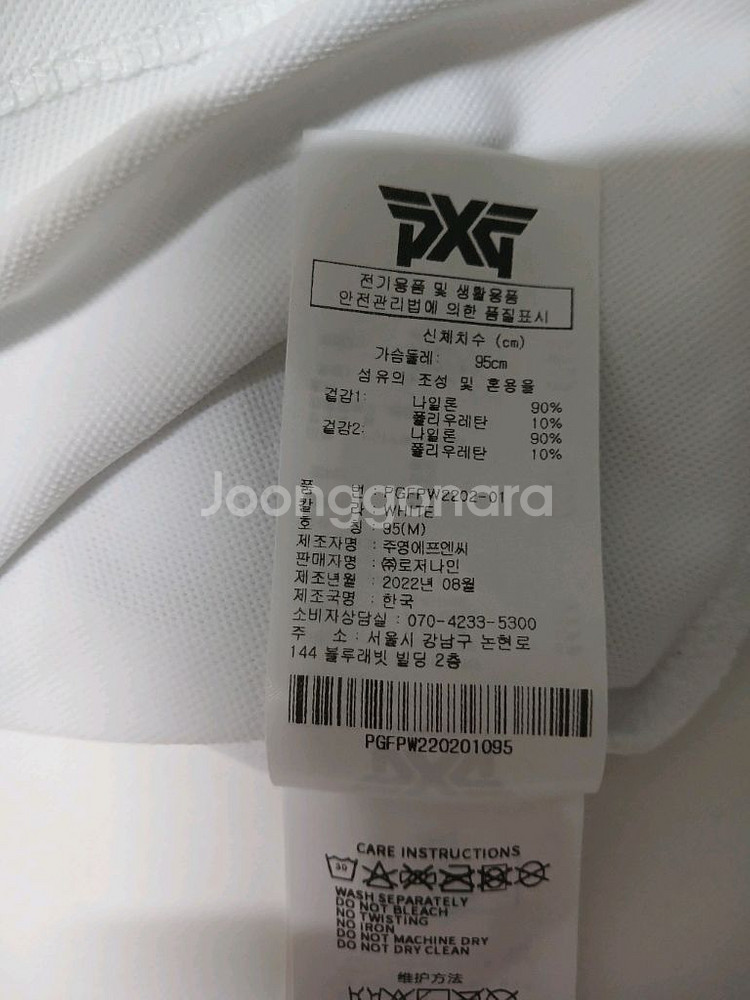 PXG
전기용품 및 생활용품
안전관리법에 의한 품질표시
신체치수 (cm)
가슴둘레: 95cm
섬유의 조성 및 혼용율
겉감1: 나일론 90%
폴리우레탄 10%
겉감2: 나일론 90%
폴리우레탄 10%
품 번 : PGFPW2202-01
Joonggonara
칼 라 : WHITE
호 칭 : 95(M)
제조자명 : 주영에프엔씨
판매자명 : ㈜로저나인
제조년월 : 2022년 08월
제조국명 : 한국
소비자상담실 : 070-4233-5300
주 소 : 서울시 강남구 논현로
144 블루래빗 빌딩 2층
PGFPW220201095
CARE INSTRUCTIONS
30
WASH SEPARATELY
DO NOT BLEACH
NO TWISTING
NO IRON
DO NOT MACHINE DRY
DO NOT DRY CLEAN
维护方法